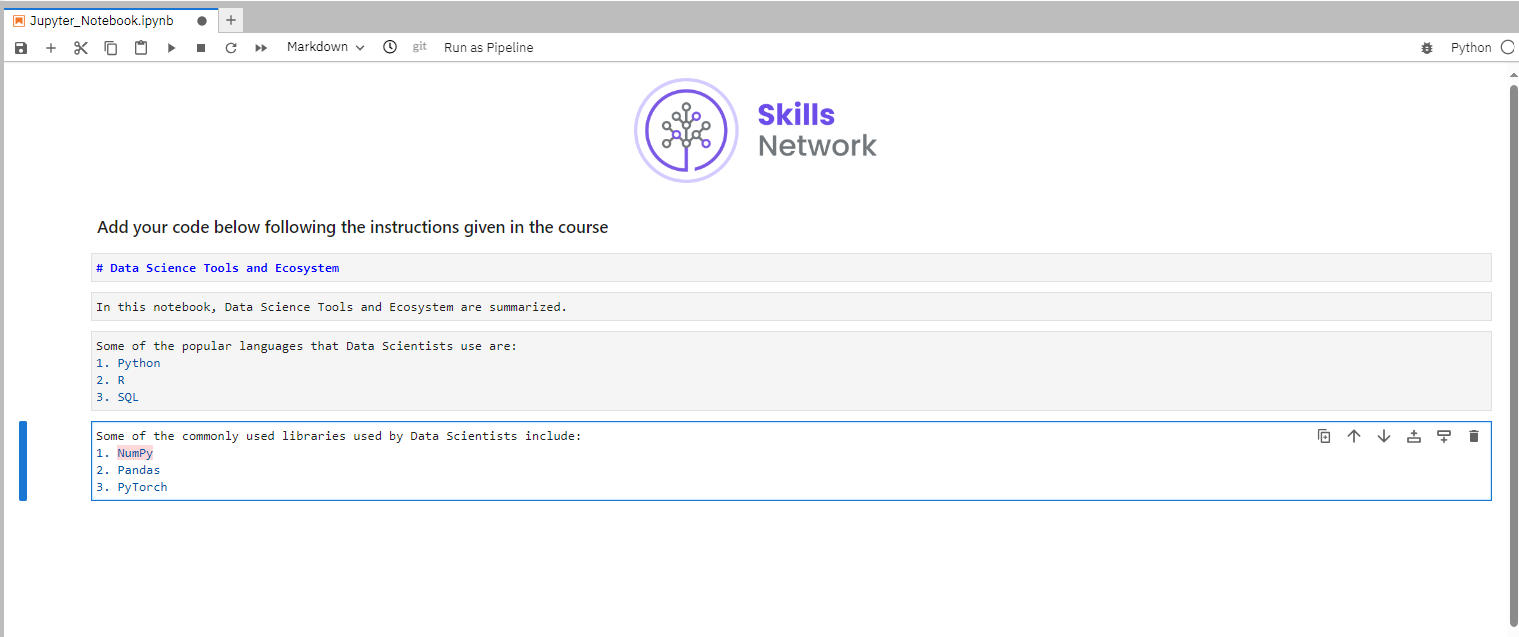 Jupyter_Notebook.ipynb
Markdown git Run as Pipeline Python
Skills
Network
Add your code below following the instructions given in the course
# Data Science Tools and Ecosystem
In this notebook, Data Science Tools and Ecosystem are summarized.
Some of the popular languages that Data Scientists use are:
1. Python
2. R
3. SQL
Some of the commonly used libraries used by Data Scientists include:
1. NumPy
2. Pandas
3. PyTorch